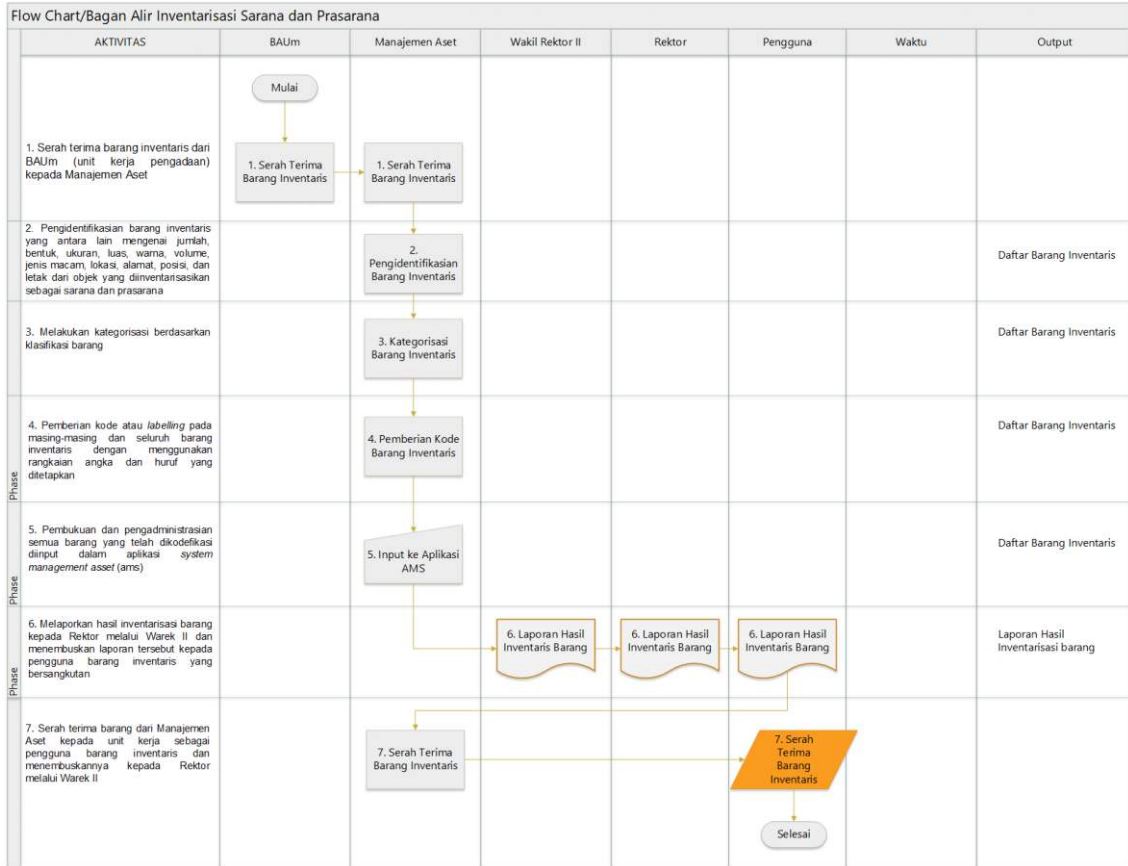 Flow Chart/Bagan Alir Inventarisasi Sarana dan Prasarana
AKTIVITAS
BAUm
Manajemen Aset
Wakil Rektor II
Rektor
Pengguna
Waktu
Output
Mulai
1. Serah terima barang inventaris dari
BAUm (unit kerja pengadaan)
kepada Manajemen Aset
1. Serah Terima
Barang Inventaris
1. Serah Terima
Barang Inventaris
2. Pengidentifikasian barang inventaris
yang antara lain mengenai jumlah,
bentuk, ukuran, luas, warna, volume,
jenis macam, lokasi, alamat, posisi, dan
letak dari objek yang diinventarisasikan
sebagai sarana dan prasarana
2.
Pengidentifikasian
Barang Inventaris
Daftar Barang Inventaris
3. Melakukan kategorisasi berdasarkan
klasifikasi barang
3. Kategorisasi
Barang Inventaris
Daftar Barang Inventaris
Phase
4. Pemberian kode atau labelling pada
masing-masing dan seluruh barang
inventaris dengan menggunakan
rangkaian angka dan huruf yang
ditetapkan
4. Pemberian Kode
Barang Inventaris
Daftar Barang Inventaris
Phase
5. Pembukuan dan pengadministrasian
semua barang yang telah dikodefikasi
diinput dalam aplikasi system
management asset (ams)
5. Input ke Aplikasi
AMS
Daftar Barang Inventaris
Phase
6. Melaporkan hasil inventarisasi barang
kepada Rektor melalui Warek II dan
menembuskan laporan tersebut kepada
pengguna barang inventaris yang
bersangkutan
6. Laporan Hasil
Inventaris Barang
6. Laporan Hasil
Inventaris Barang
6. Laporan Hasil
Inventaris Barang
Laporan Hasil
Inventarisasi barang
7. Serah terima barang dari Manajemen
Aset kepada unit kerja sebagai
pengguna barang inventaris dan
menembuskannya kepada Rektor
melalui Warek II
7. Serah Terima
Barang Inventaris
7. Serah
Terima
Barang
Inventaris
Selesai